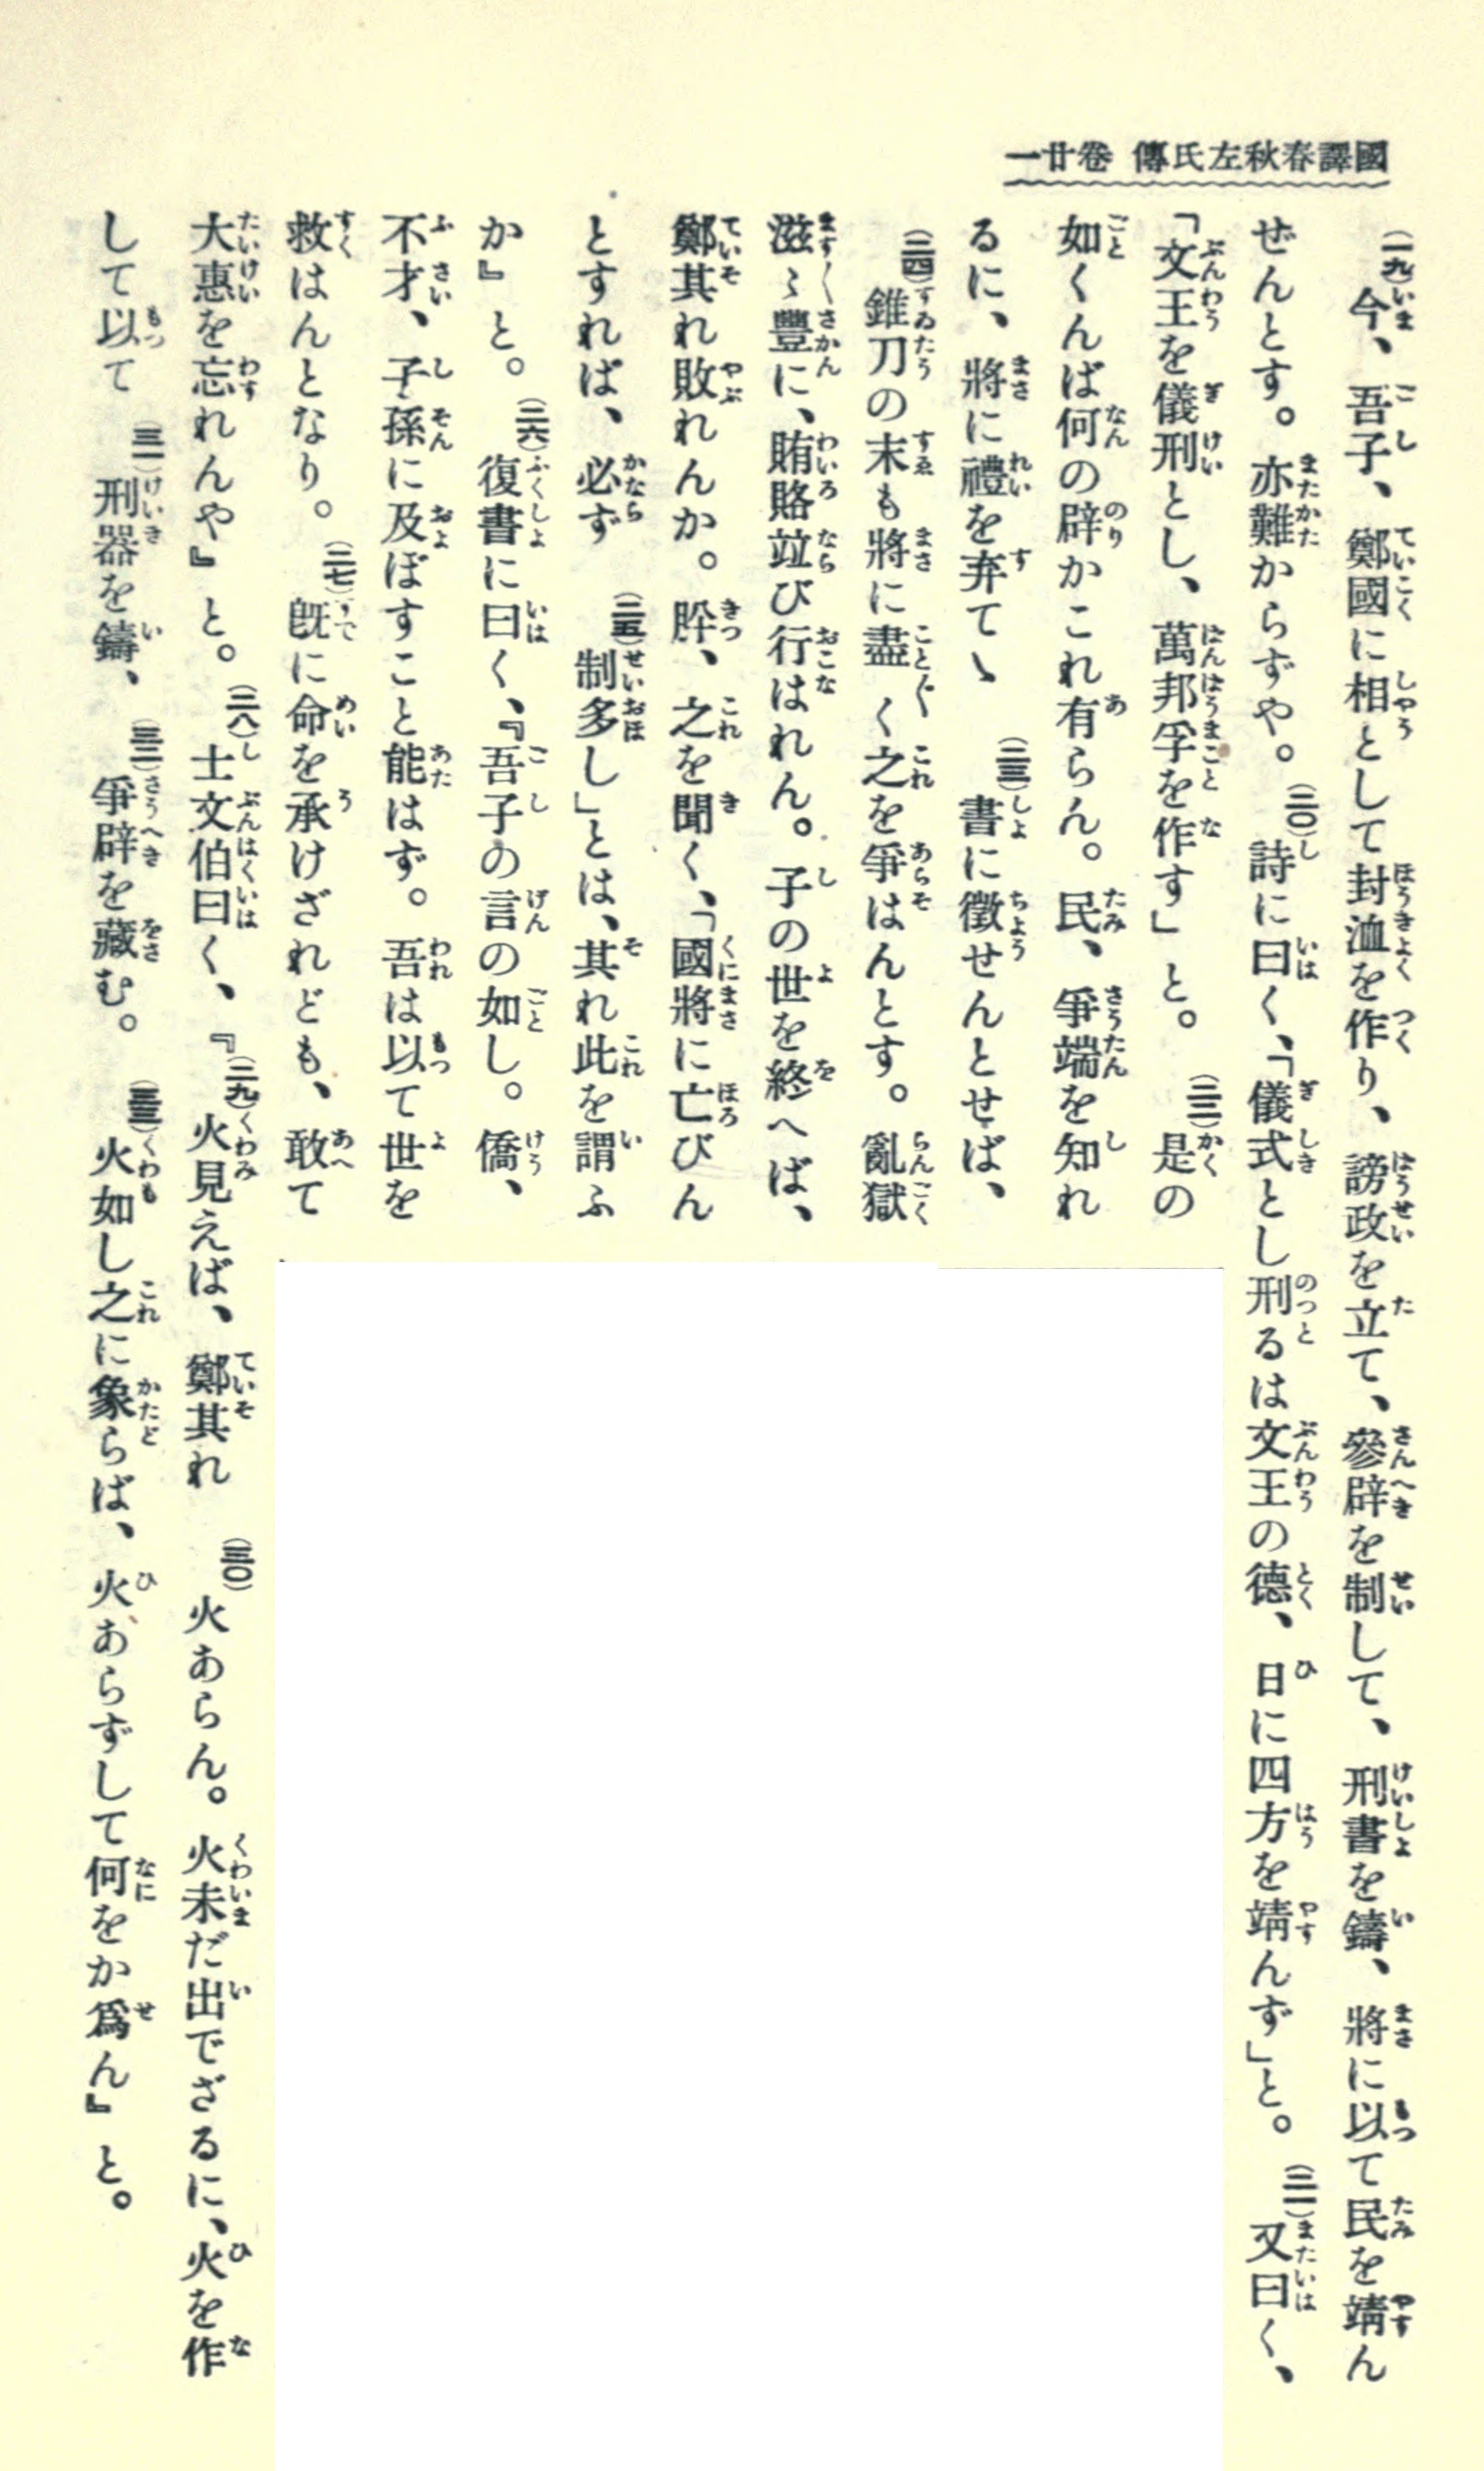 國譯春秋左氏傳 卷廿一
(一九)今、吾子、鄭國に相として封洫を作り、謗政を立て、參辟を制して、刑書を鑄、將に以て民を靖ん
ぜんとす。亦難からずや。(二〇)詩に曰く、「儀式とし刑るは文王の德、日に四方を靖んず」と。(二一)又曰く、
「文王を儀刑とし、萬邦孚を作す」と。(二二)是の
如くんば何の辟かこれ有らん。民、爭端を知れ
るに、將に禮を弃てゝ(二三)書に徵せんとせば、
(二四)錐刀の末も將に盡く之を爭はんとす。亂獄
滋〻豐に、賄賂竝び行はれん。子の世を終へば、
鄭其れ敗れんか。肸、之を聞く、「國將に亡びん
とすれば、必ず(二五)制多し」とは、其れ此を謂ふ
か』と。(二六)復書に曰く、『吾子の言の如し。僑、
不才、子孫に及ぼすこと能はず。吾は以て世を
救はんとなり。(二七)旣に命を承けざれども、敢て
大惠を忘れんや』と。(二八)士文伯曰く、『(二九)火見えば、鄭其れ(三〇)火あらん。火未だ出でざるに、火を作
して以て(三一)刑器を鑄、(三二)爭辟を藏む。(三三)火如し之に象らば、火あらずして何をか爲ん』と。